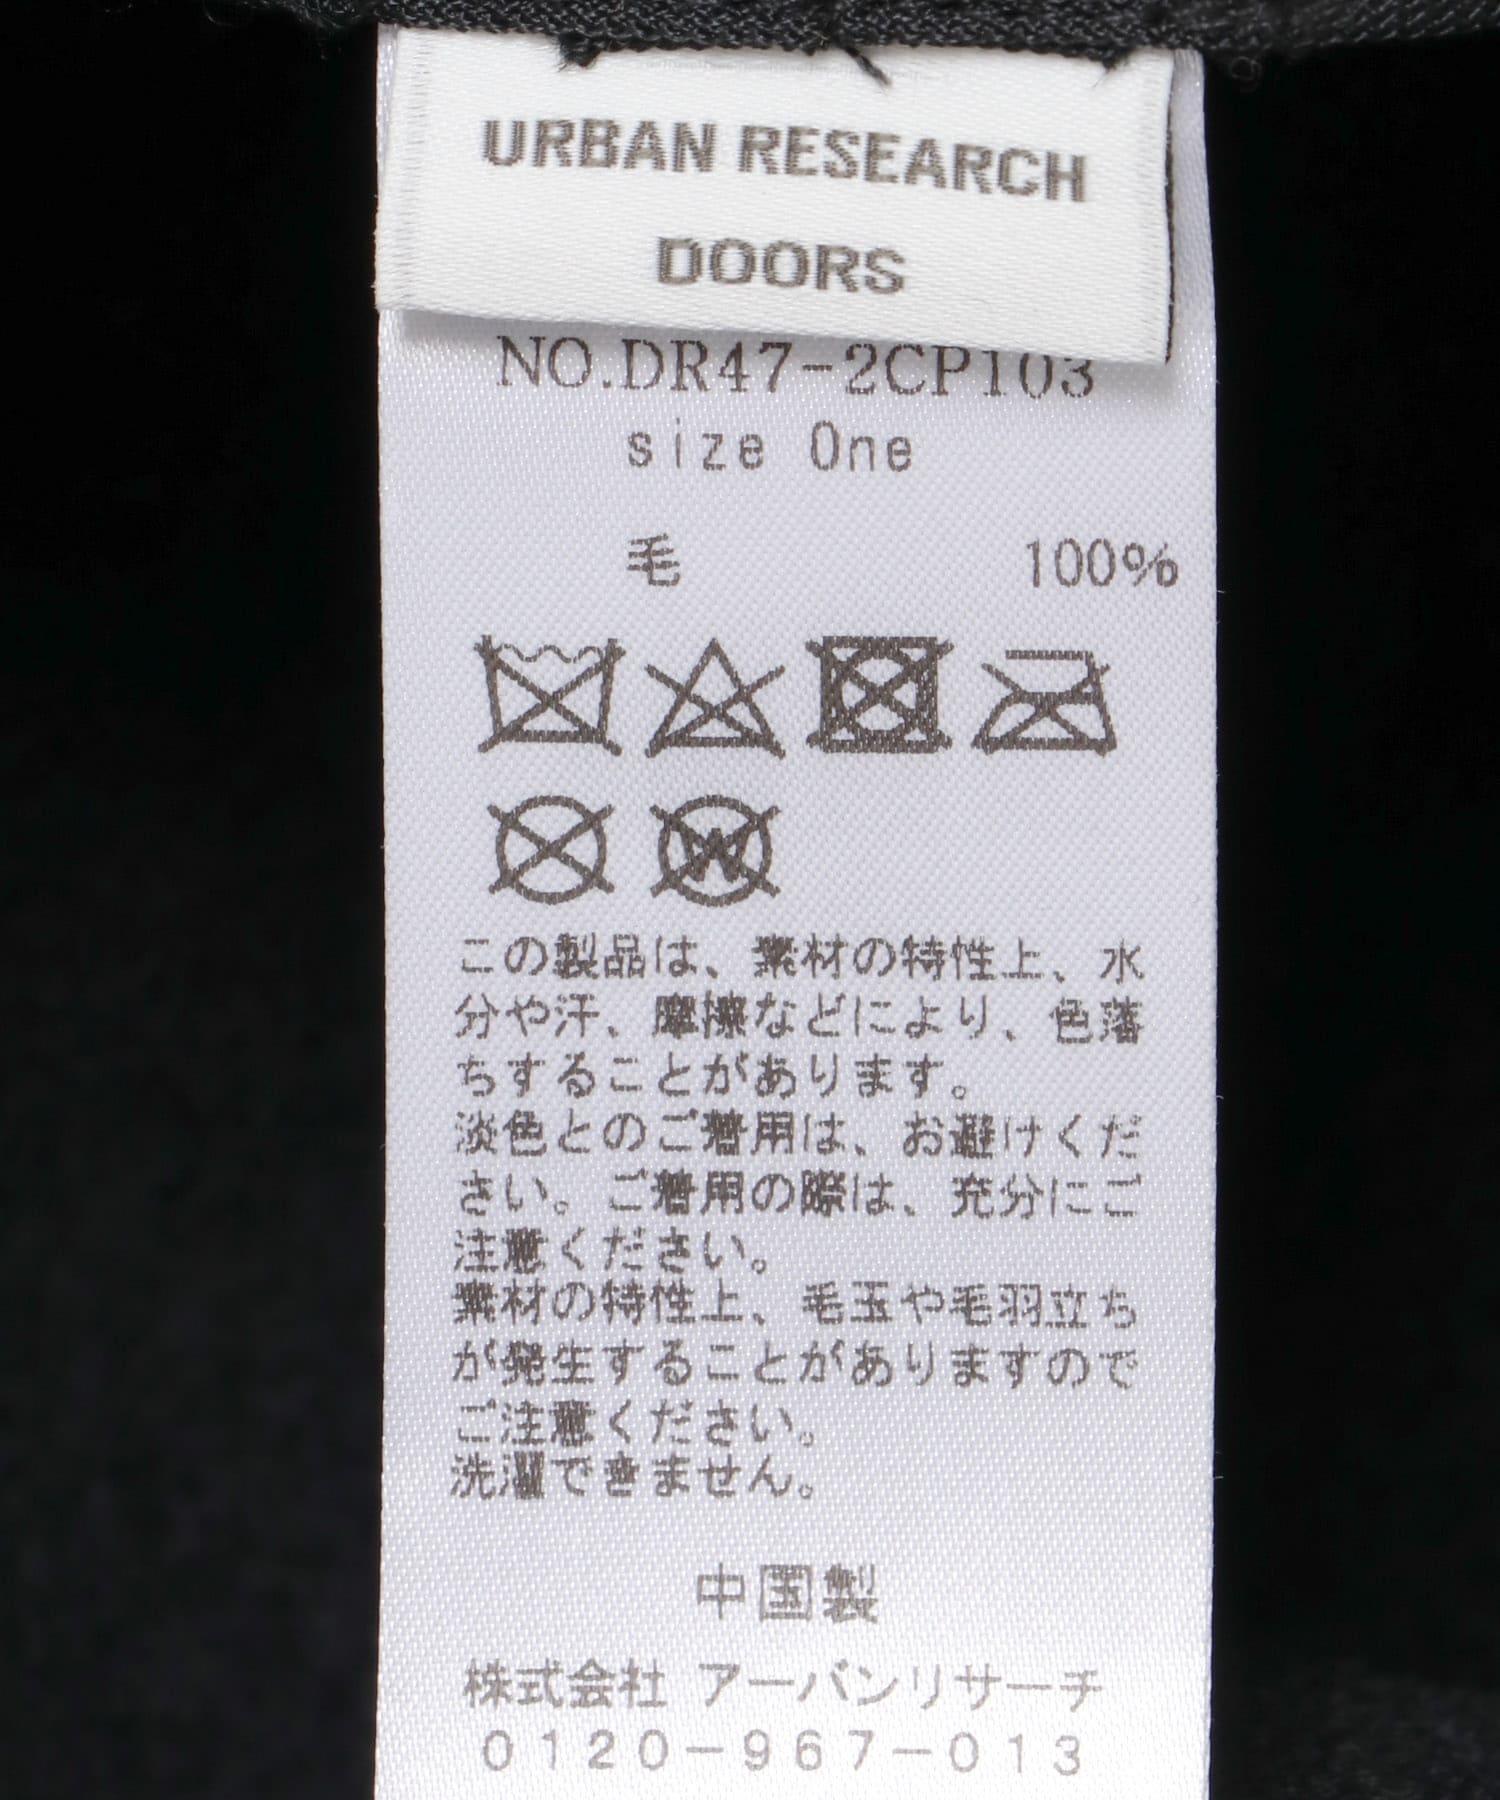 URBAN RESEARCH
DOORS
NO.DR47-2CP103
size One
毛 100%
W
この製品は、素材の特性上、水
分や汗、摩擦などにより、色落
ちすることがあります。
淡色とのご着用は、お避けくだ
さい。ご着用の際は、充分にご
注意ください。
素材の特性上、毛玉や毛羽立ち
が発生することがありますので
ご注意ください。
洗濯できません。
中国製
株式会社 アーバンリサーチ
0120-967-013